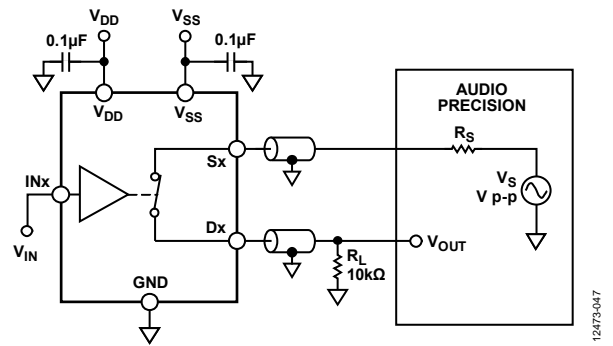 VDD
VSS
0.1µF
0.1µF
VDD
VSS
AUDIO
PRECISION
RS
Sx
VS
V p-p
INx
Dx
VOUT
VIN
RL
10kΩ
GND
12473-047